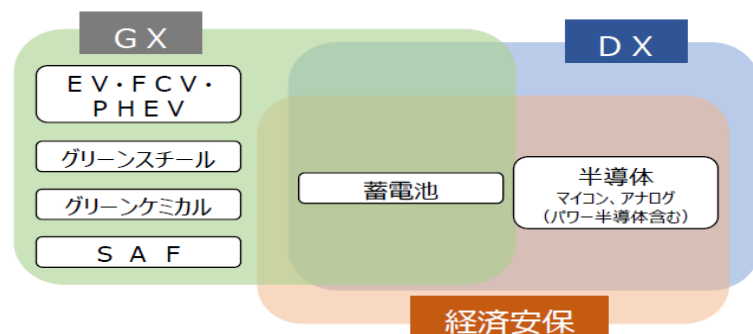 ＧＸ
ＤＸ
ＥＶ・ＦＣＶ・
ＰＨＥＶ
グリーンスチール
グリーンケミカル
ＳＡＦ
蓄電池
半導体
マイコン、アナログ
（パワー半導体含む）
経済安保